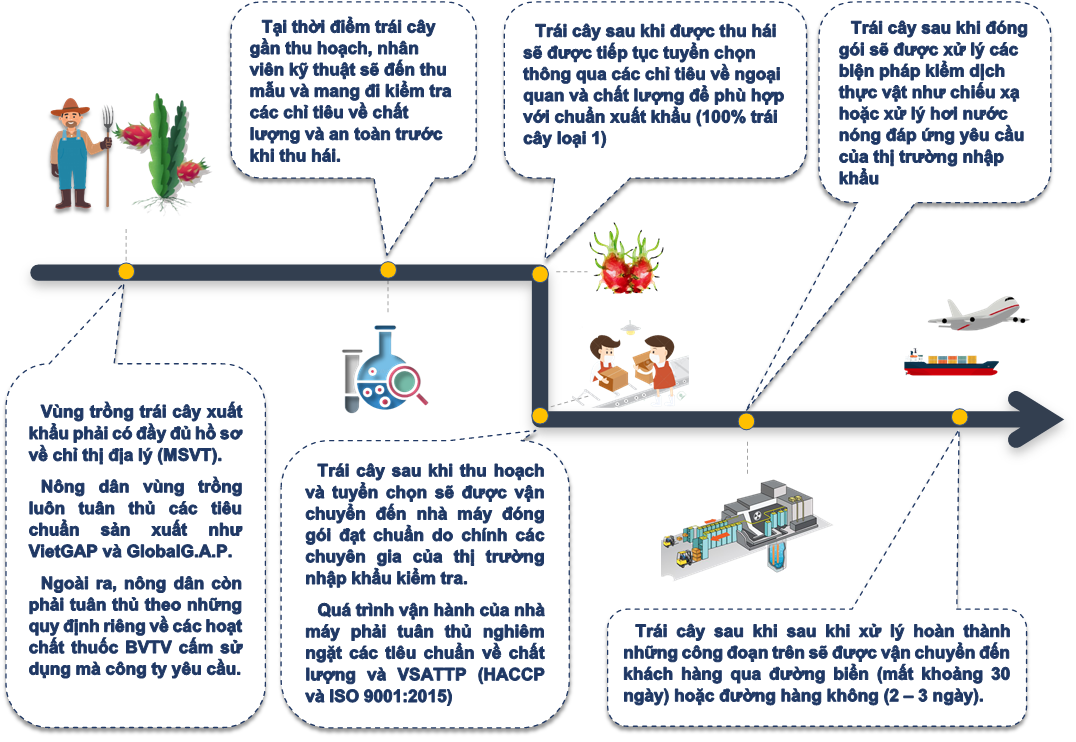 Tại thời điểm trái cây
gần thu hoạch, nhân
viên kỹ thuật sẽ đến thu
mẫu và mang đi kiểm tra
các chỉ tiêu về chất
lượng và an toàn trước
khi thu hái.
Trái cây sau khi được thu hái
sẽ được tiếp tục tuyển chọn
thông qua các chỉ tiêu về ngoại
quan và chất lượng để phù hợp
với chuẩn xuất khẩu (100% trái
cây loại 1)
Trái cây sau khi đóng
gói sẽ được xử lý các
biện pháp kiểm dịch
thực vật như chiếu xạ
hoặc xử lý hơi nước
nóng đáp ứng yêu cầu
của thị trường nhập
khẩu
Vùng trồng trái cây xuất
khẩu phải có đầy đủ hồ sơ
về chỉ thị địa lý (MSVT).
Nông dân vùng trồng
luôn tuân thủ các tiêu
chuẩn sản xuất như
VietGAP và GlobalG.A.P.
Ngoài ra, nông dân còn
phải tuân thủ theo những
quy định riêng về các hoạt
chất thuốc BVTV cấm sử
dụng mà công ty yêu cầu.
Trái cây sau khi thu hoạch
và tuyển chọn sẽ được vận
chuyển đến nhà máy đóng
gói đạt chuẩn do chính các
chuyên gia của thị trường
nhập khẩu kiểm tra.
Quá trình vận hành của nhà
máy phải tuân thủ nghiêm
ngặt các tiêu chuẩn về chất
lượng và VSATTP (HACCP
và ISO 9001:2015)
Trái cây sau khi sau khi xử lý hoàn thành
những công đoạn trên sẽ được vận chuyển đến
khách hàng qua đường biển (mất khoảng 30
ngày) hoặc đường hàng không (2 – 3 ngày).